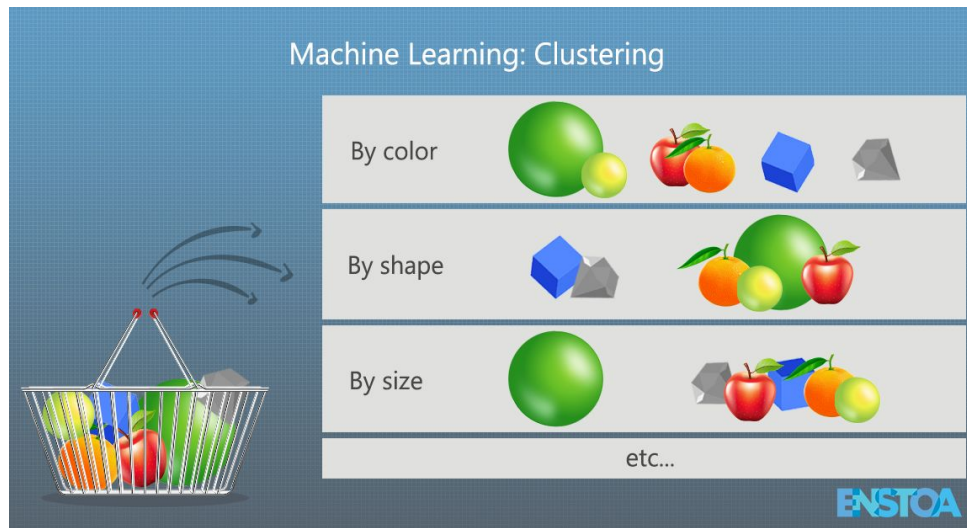 Machine Learning: Clustering
By color
By shape
By size
etc...
ENSTOA